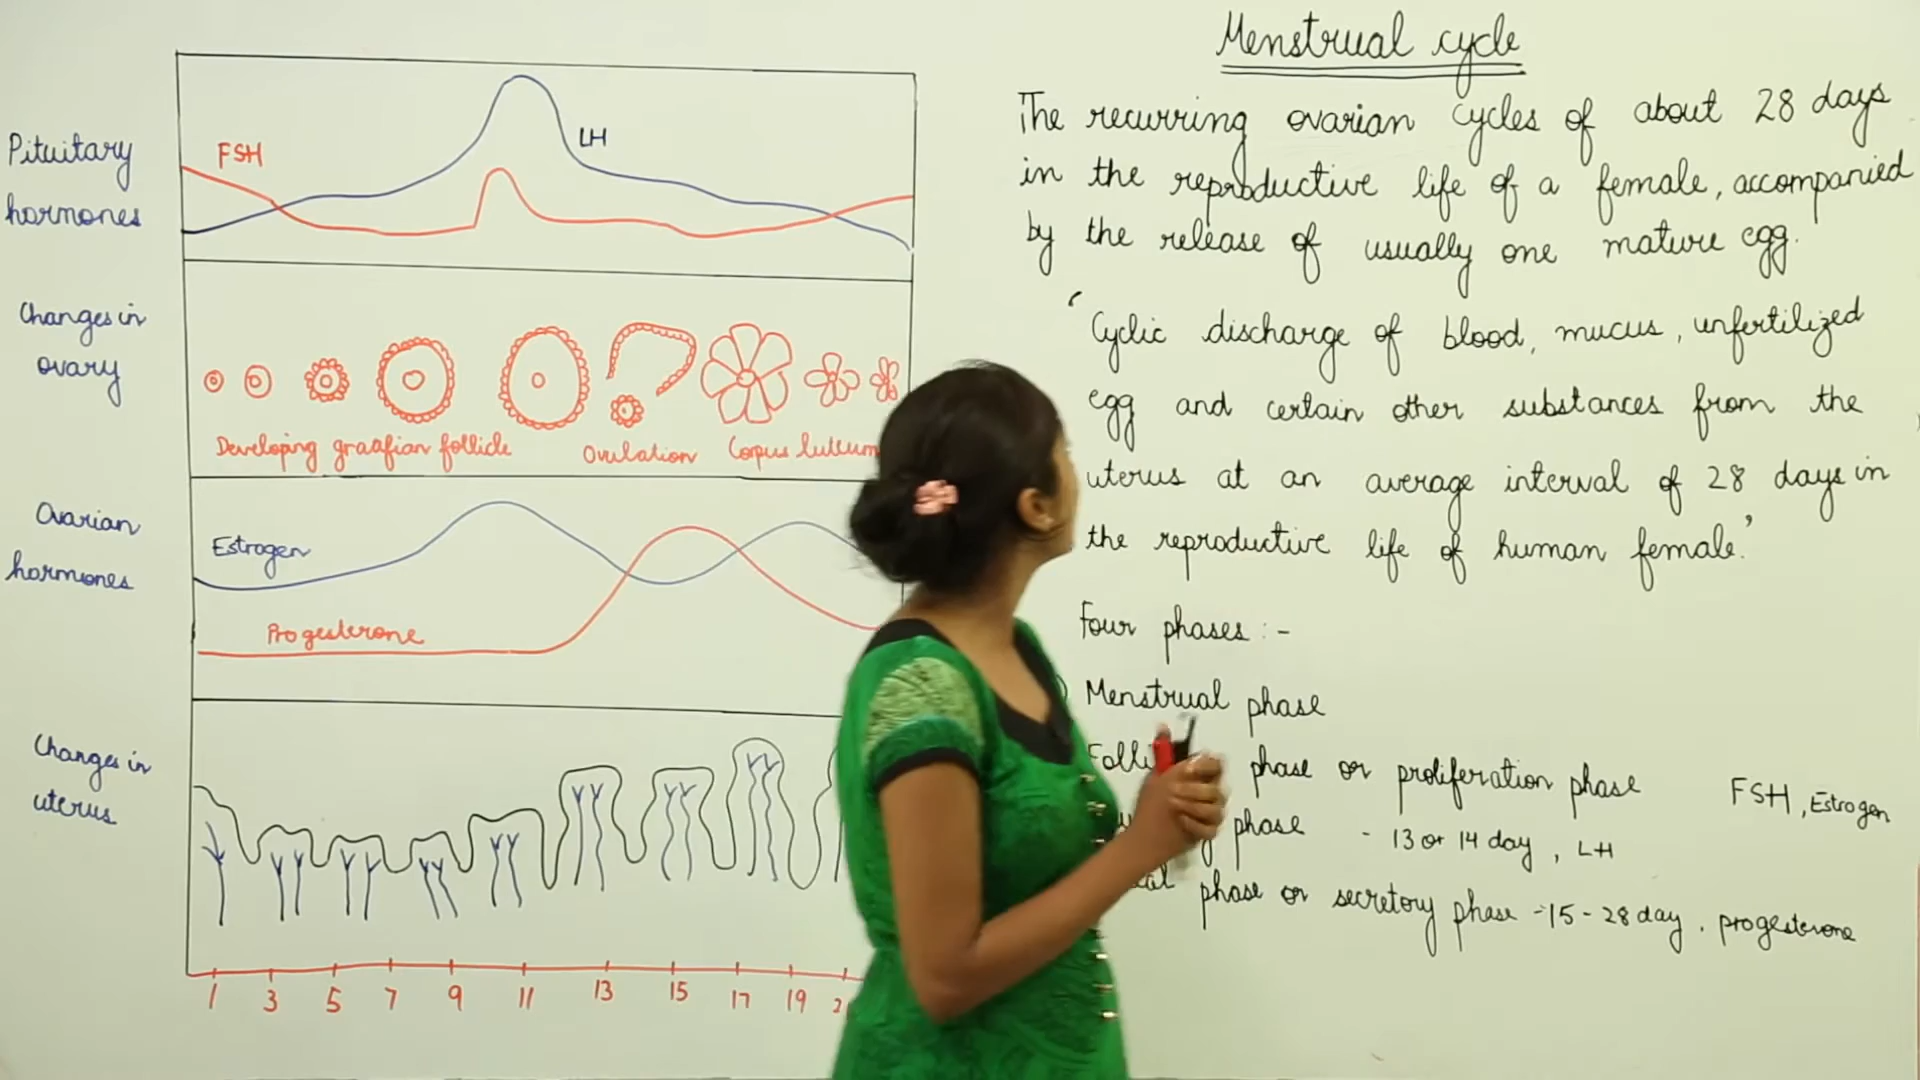 Menstrual cycle
The recurring ovarian cycles of about 28 days
in the reproductive life of a female, accompanied
by the release of usually one mature egg.
'Cyclic discharge of blood, mucus, unfertilized
egg and certain other substances from the
uterus at an average interval of 28 days in
the reproductive life of human female.'
Four phases :-
Menstrual phase
phase or proliferation phase FSH, Estrogen
phase - 13 or 14 day, LH
phase or secretory phase - 15 - 28 day. progesterone
Pituitary
hormones
FSH
LH
Changes in
ovary
Developing graafian follicle
Ovulation
Corpus luteum
Ovarian
hormones
Estrogen
Progesterone
Changes in
uterus
1 3 5 7 9 11 13 15 17 19